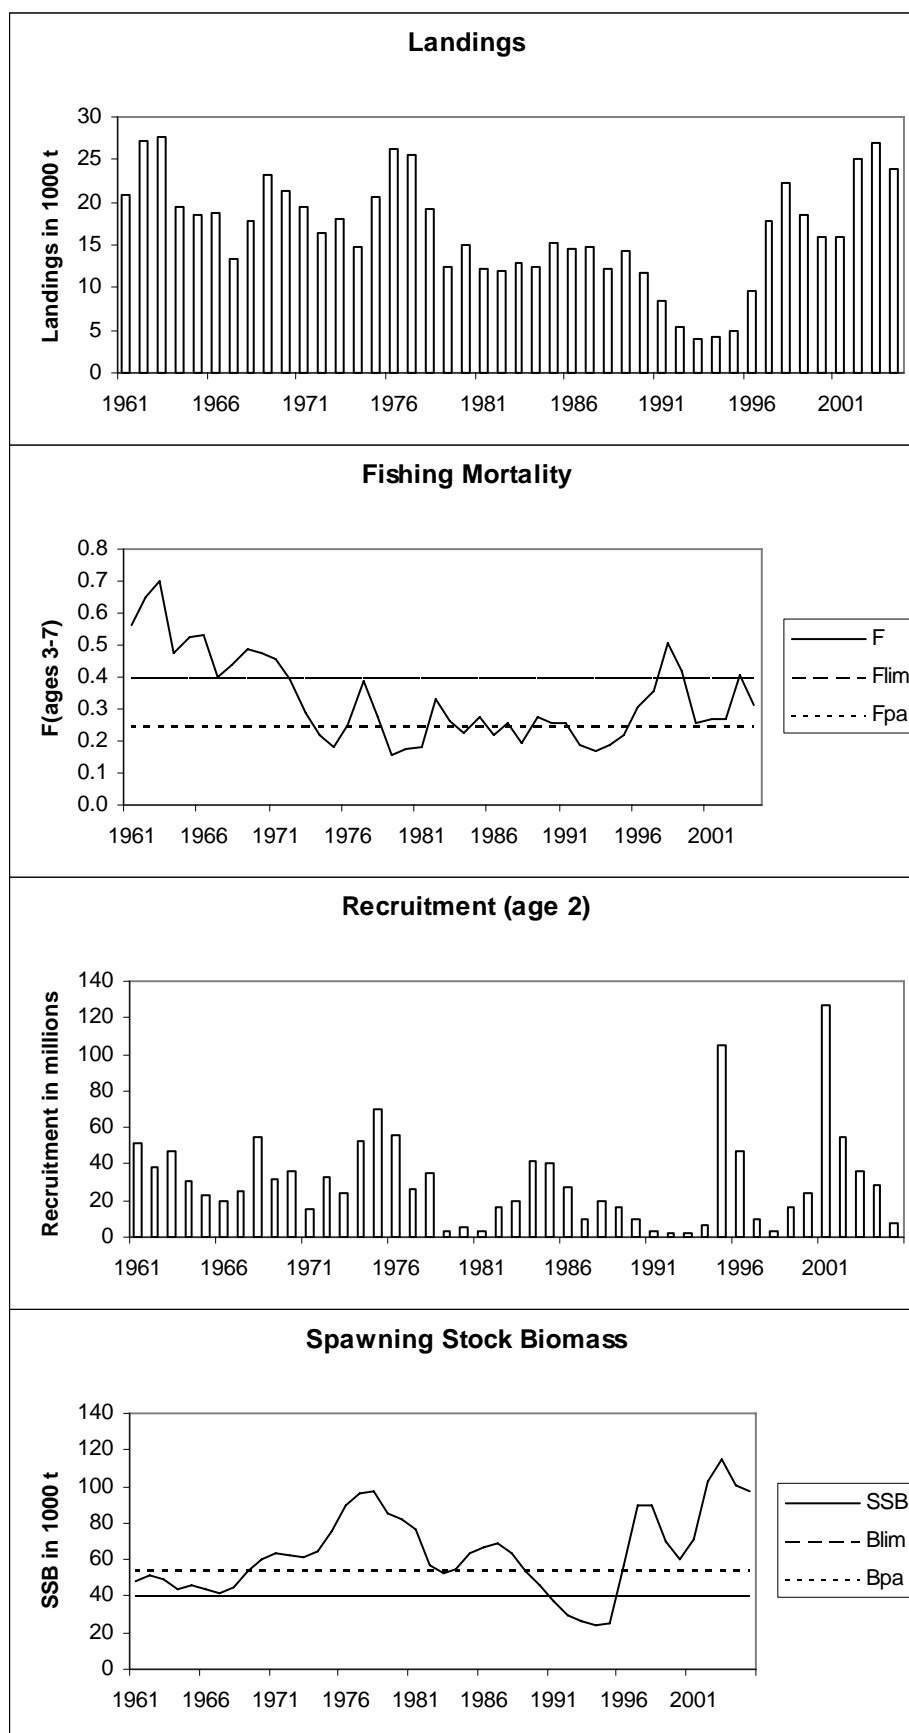 Landings
Landings in 1000 t
30
25
20
15
10
5
0
1961 1966 1971 1976 1981 1986 1991 1996 2001
Fishing Mortality
F(ages 3-7)
0.8
0.7
0.6
0.5
0.4
0.3
0.2
0.1
0.0
1961 1966 1971 1976 1981 1986 1991 1996 2001
F
Flim
Fpa
Recruitment (age 2)
Recruitment in millions
140
120
100
80
60
40
20
0
1961 1966 1971 1976 1981 1986 1991 1996 2001
Spawning Stock Biomass
SSB in 1000 t
140
120
100
80
60
40
20
0
1961 1966 1971 1976 1981 1986 1991 1996 2001
SSB
Blim
Bpa